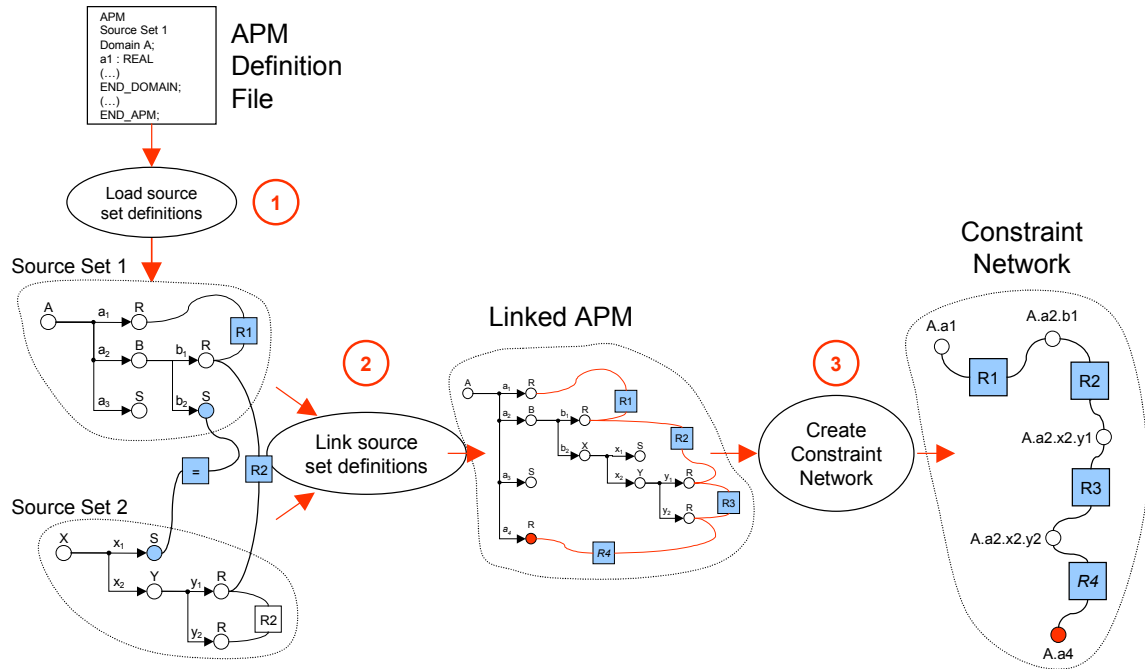 APM
Source Set 1
Domain A;
a1 : REAL
(…)
END_DOMAIN;
(…)
END_APM;
APM
Definition
File
Load source
set definitions
1
Source Set 1
A
a1
R
R1
a2
B
b1
R
a3
S
b2
S
=
R2
Source Set 2
X
x1
S
x2
Y
y1
R
y2
R
R2
2
Link source
set definitions
Linked APM
A
a1
R
R1
a2
B
b1
R
R2
b2
X
x1
S
a3
S
x2
Y
y1
R
R3
y2
R
a4
R
R4
3
Create
Constraint
Network
Constraint
Network
A.a1
A.a2.b1
R1
R2
A.a2.x2.y1
R3
A.a2.x2.y2
R4
A.a4